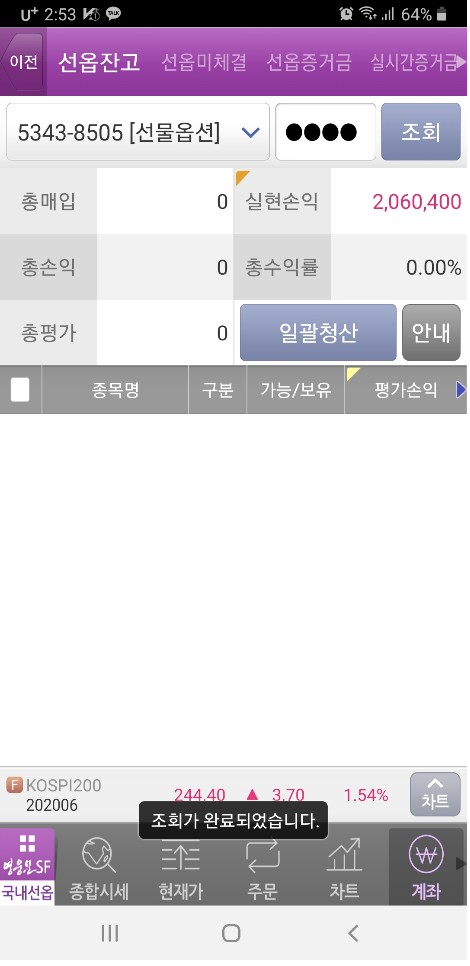 U+ 2:53 TALK 64%
이전 선옵잔고 선옵미체결 선옵증거금 실시간증거금
5343-8505 [선물옵션] ●●●● 조회
총매입 0 실현손익 2,060,400
총손익 0 총수익률 0.00%
총평가 0 일괄청산 안내
종목명 구분 가능/보유 평가손익
F KOSPI200
202006 244.40 ▲ 3.70 1.54% 차트
조회가 완료되었습니다.
영웅문SF
국내선옵 종합시세 현재가 주문 차트 계좌